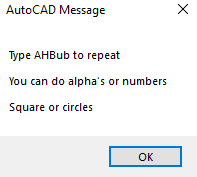 AutoCAD Message
Type AHBub to repeat
You can do alpha's or numbers
Square or circles
OK